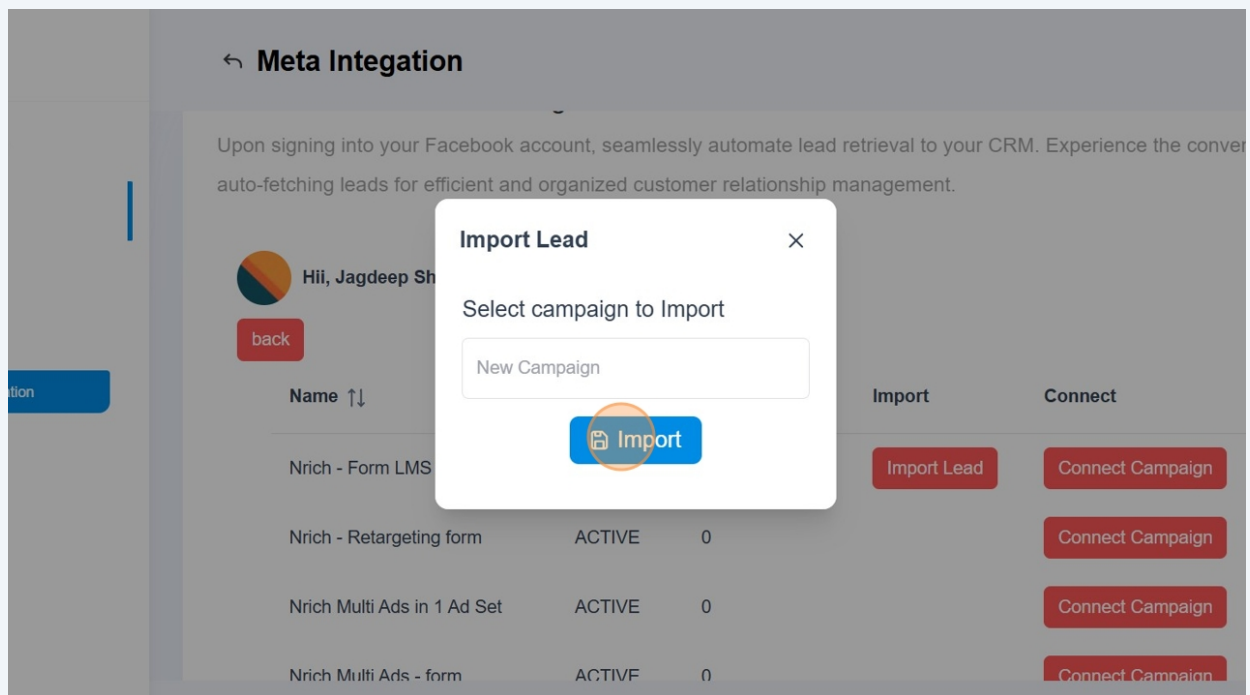 Meta Integation
Upon signing into your Facebook account, seamlessly automate lead retrieval to your CRM. Experience the conver
auto-fetching leads for efficient and organized customer relationship management.
Import Lead
Hii, Jagdeep Sh
Select campaign to Import
back
New Campaign
ation
Name Import Connect
Import
Nrich - Form LMS Import Lead Connect Campaign
Nrich - Retargeting form ACTIVE 0 Connect Campaign
Nrich Multi Ads in 1 Ad Set ACTIVE 0 Connect Campaign
Nrich Multi Ads - form ACTIVE 0 Connect Campaign